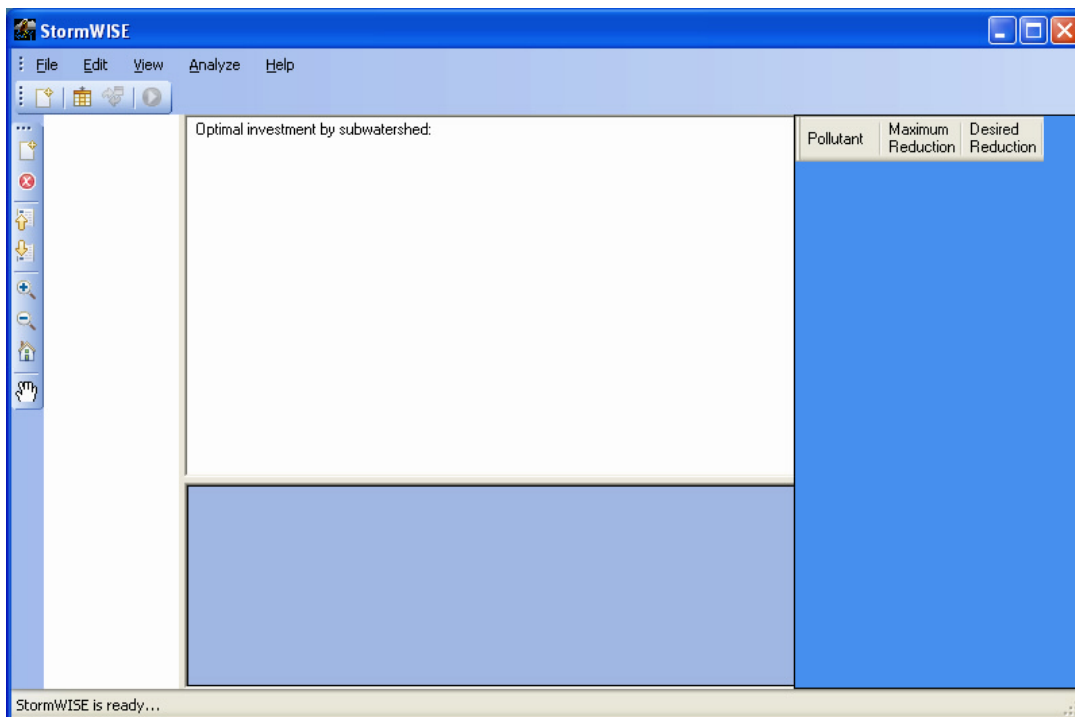 StormWISE
File Edit View Analyze Help
Optimal investment by subwatershed:
Pollutant Maximum Reduction Desired Reduction
StormWISE is ready...